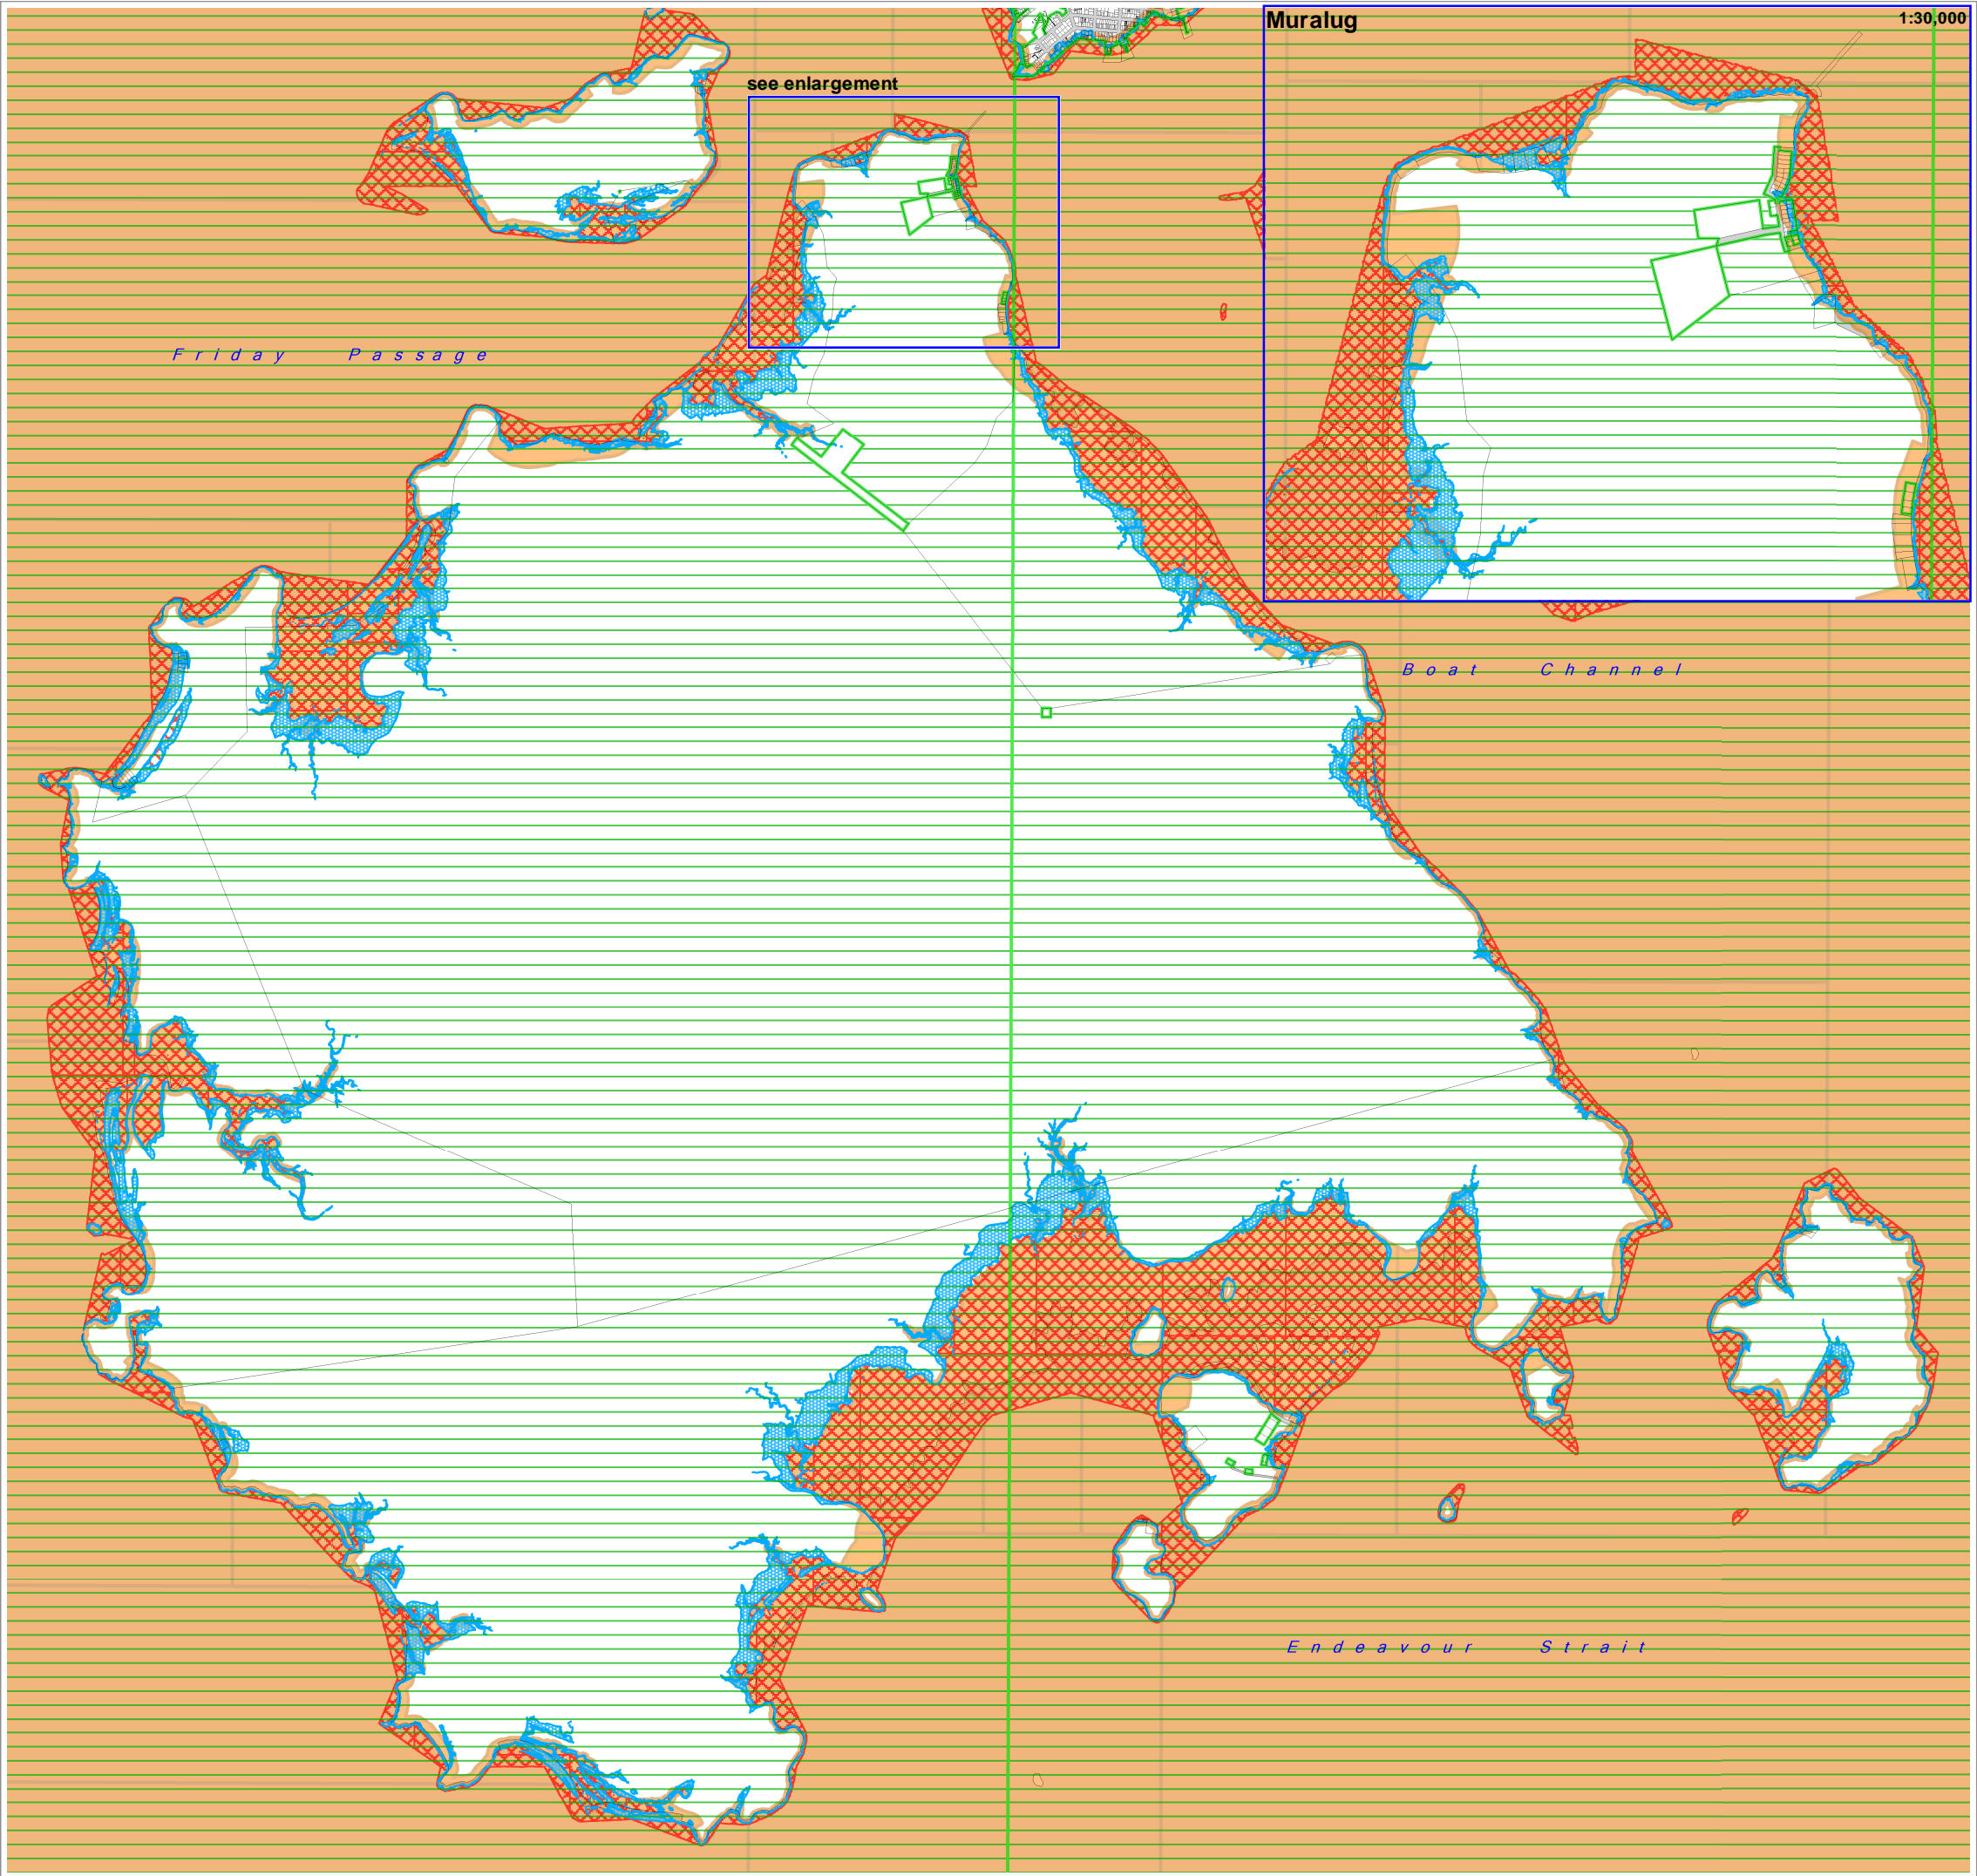 Muralug
1:30,000
see enlargement
Friday Passage
Boat Channel
Endeavour Strait